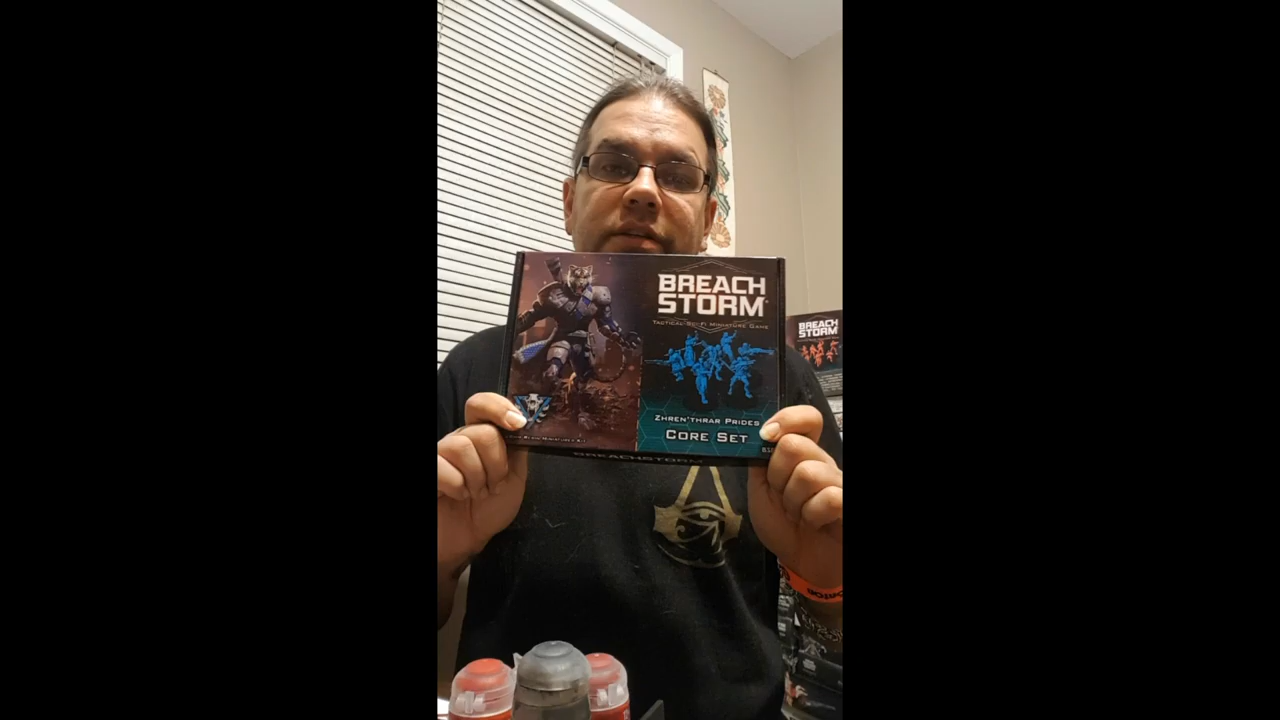 BREACH
STORM
TACTICAL SCI-FI MINIATURE GAME
ZHREN'THRAR PRIDES
CORE SET
BREACHSTORM
BREACH
STORM